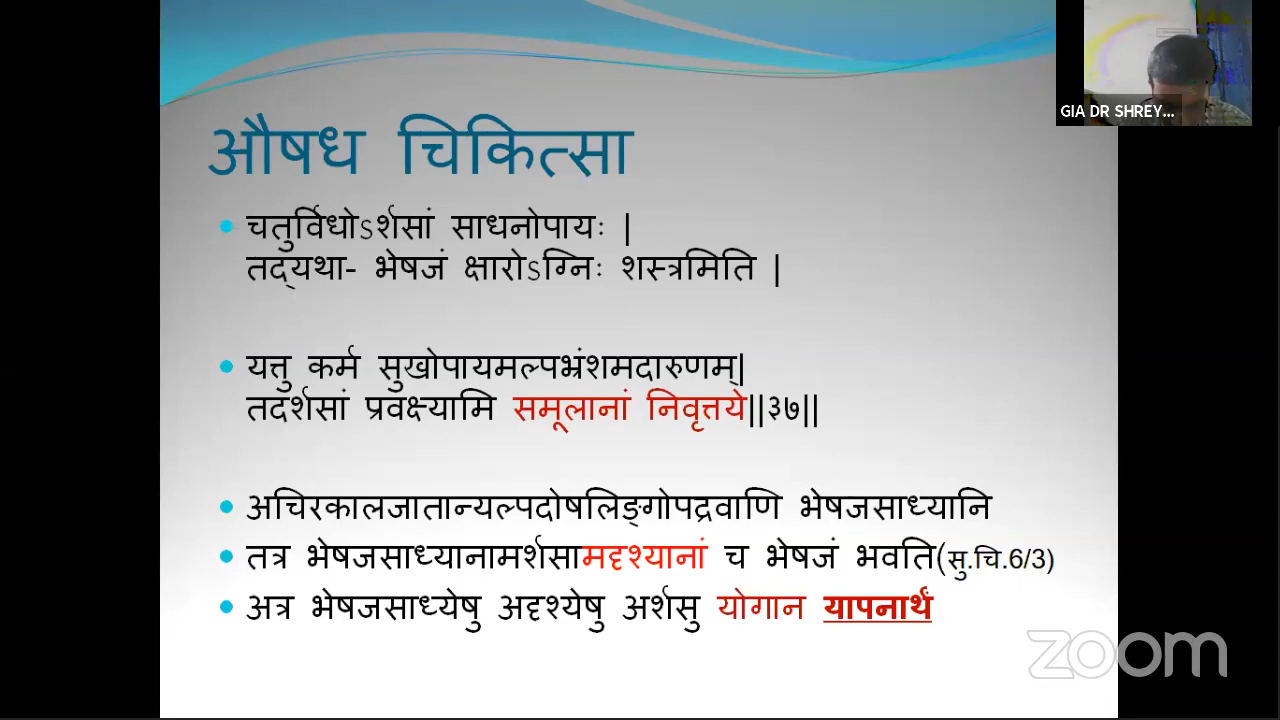 GIA DR SHREY...
औषध चिकित्सा
चतुर्विधोऽर्शसां साधनोपायः |
तद्यथा- भेषजं क्षारोऽग्निः शस्त्रमिति |
यत्तु कर्म सुखोपायमल्पभ्रंशमदारुणम्|
तदर्शसां प्रवक्ष्यामि समूलानां निवृत्तये||३७||
अचिरकालजातान्यल्पदोषलिङ्गोपद्रवाणि भेषजसाध्यानि
तत्र भेषजसाध्यानामर्शसामदृश्यानां च भेषजं भवति(सु.चि.6/3)
अत्र भेषजसाध्येषु अदृश्येषु अर्शसु योगान यापनार्थं
zoom